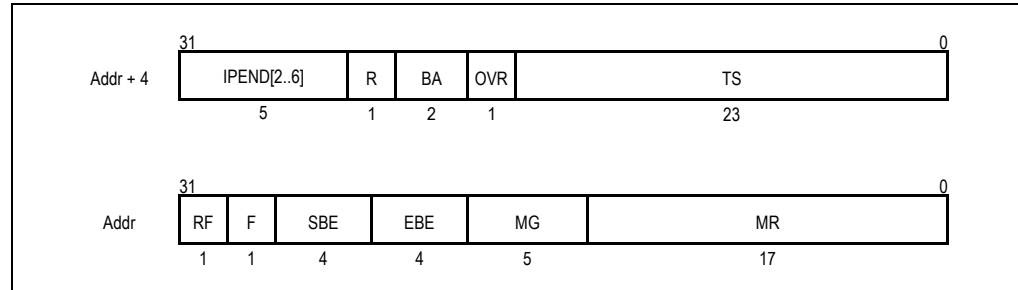 31 0
Addr + 4 IPEND[2..6] R BA OVR TS
5 1 2 1 23
31 0
Addr RF F SBE EBE MG MR
1 1 4 4 5 17